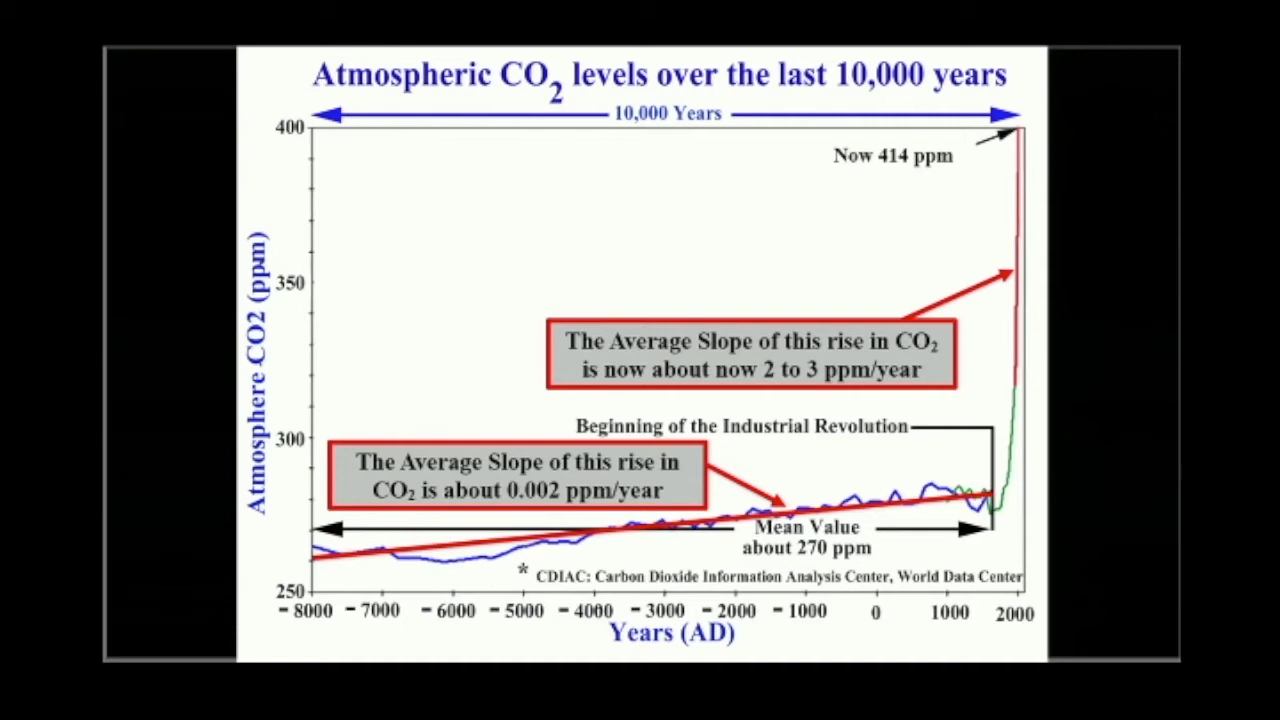 Atmospheric CO2 levels over the last 10,000 years
10,000 Years
400
Now 414 ppm
350
The Average Slope of this rise in CO2
is now about now 2 to 3 ppm/year
Beginning of the Industrial Revolution
300
The Average Slope of this rise in
CO2 is about 0.002 ppm/year
Mean Value
about 270 ppm
* CDIAC: Carbon Dioxide Information Analysis Center, World Data Center
250
Atmosphere CO2 (ppm)
- 8000 - 7000 - 6000 - 5000 - 4000 - 3000 - 2000 - 1000 0 1000 2000
Years (AD)